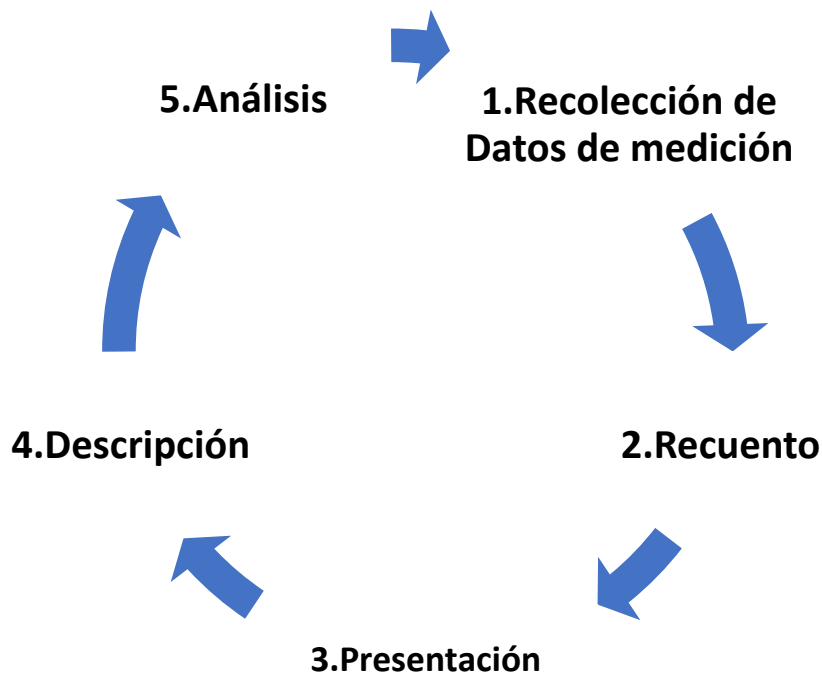 5.Análisis
1.Recolección de
Datos de medición
4.Descripción
2.Recuento
3.Presentación